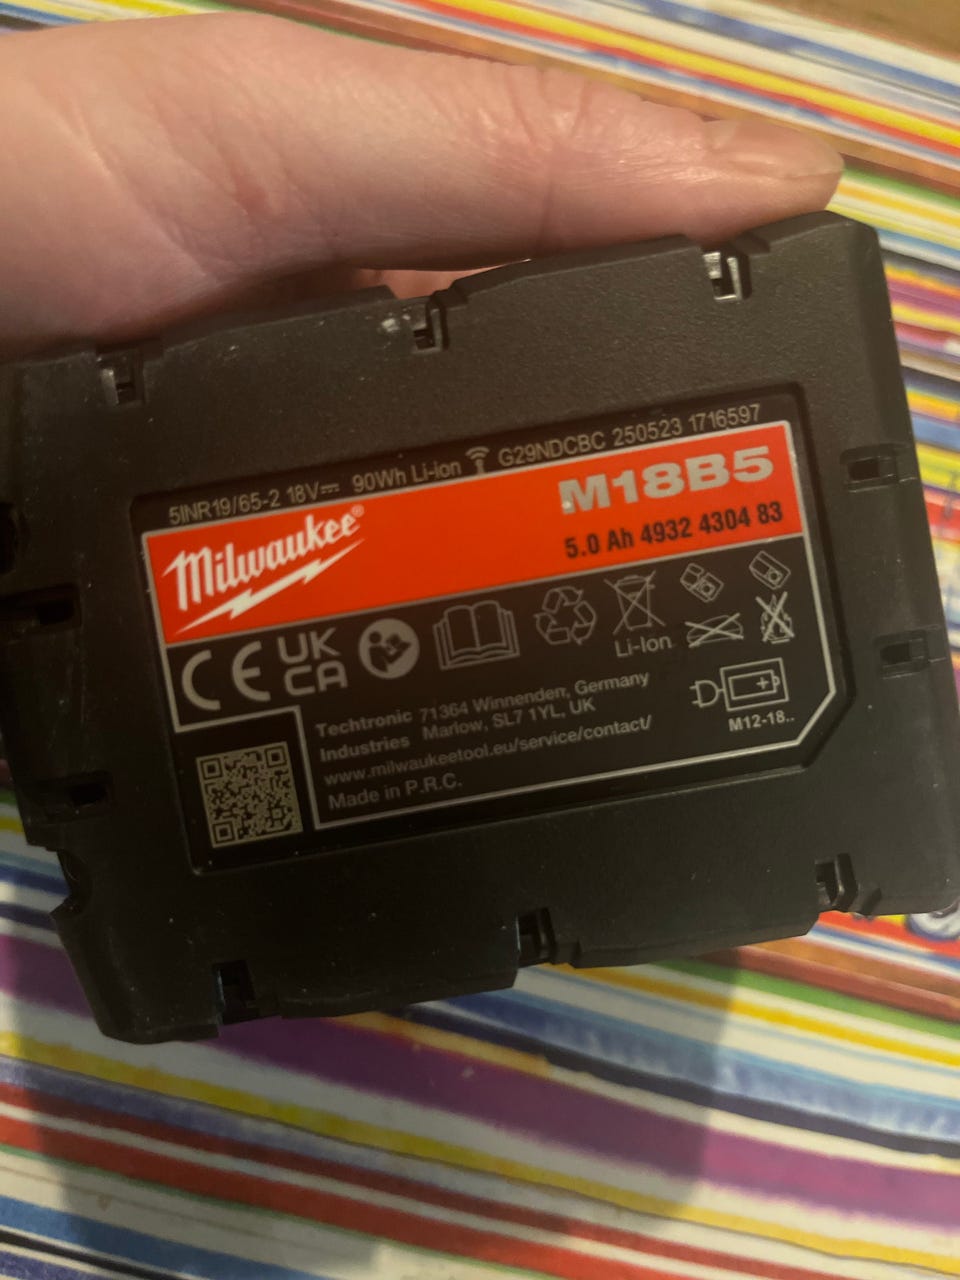 5INR19/65-2 18V⎓ 90Wh Li-ion G29NDCBC 250523 1716597
Milwaukee®
M18B5
5.0 Ah 4932 4304 83
CE UK
CA
Li-Ion
Techtronic 71364 Winnenden, Germany
Industries Marlow, SL7 1YL, UK
www.milwaukeetool.eu/service/contact/
Made in P.R.C.
M12-18..